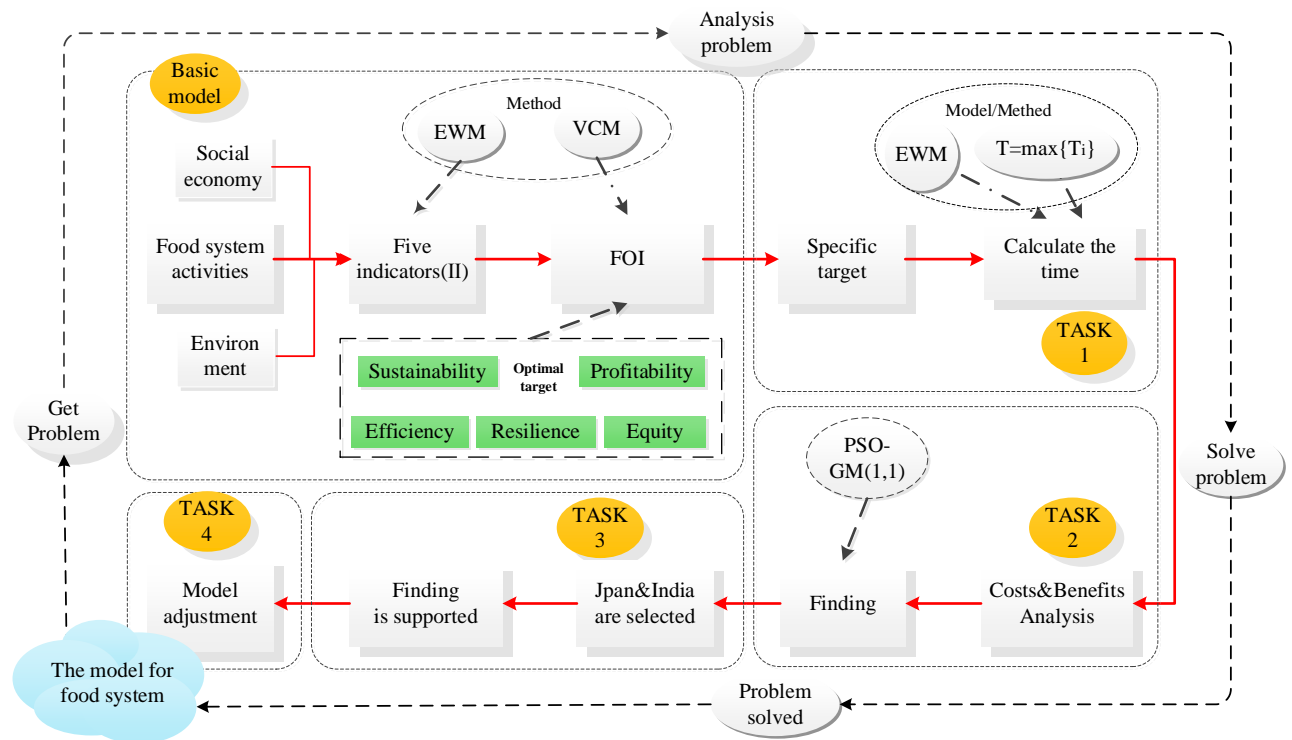 Analysis
problem
Basic
model
Method
EWM
VCM
Social
economy
Food system
activities
Environ
ment
Five
indicators(II)
FOI
Sustainability
Optimal
target
Profitability
Efficiency
Resilience
Equity
Model/Methed
EWM
T=max{Ti}
Specific
target
Calculate the
time
TASK
1
Get
Problem
Solve
problem
PSO-
GM(1,1)
TASK
2
Costs&Benefits
Analysis
Finding
TASK
3
Jpan&India
are selected
Finding
is supported
TASK
4
Model
adjustment
The model for
food system
Problem
solved